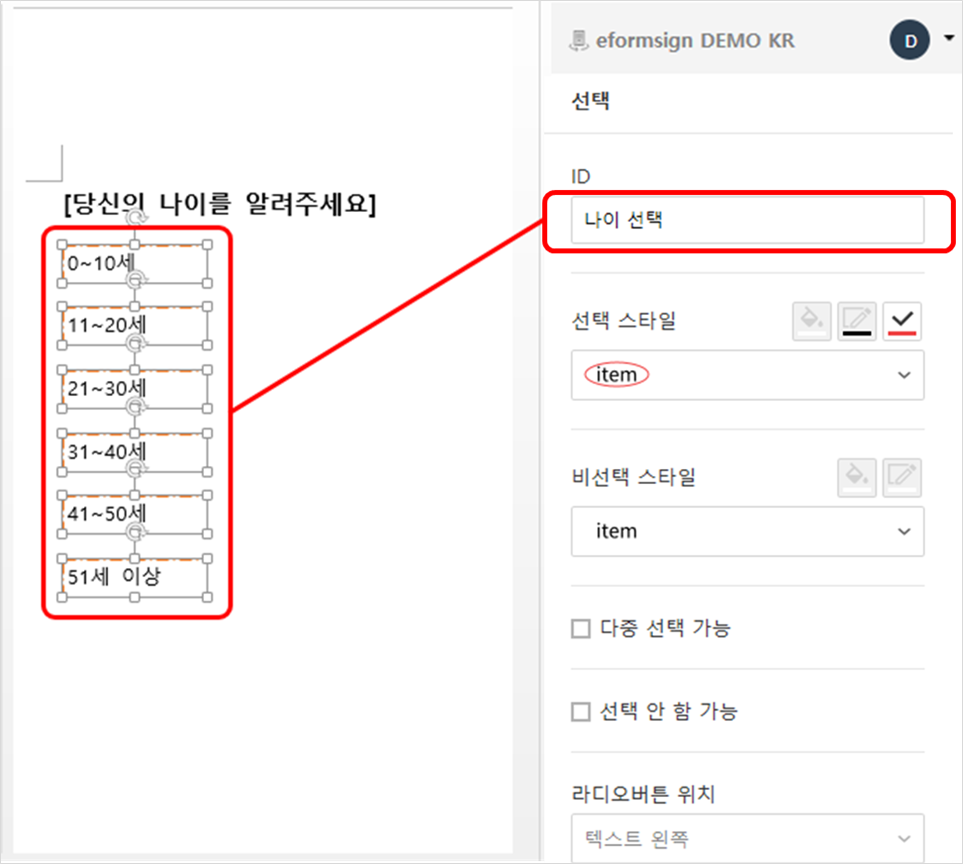 [당신의 나이를 알려주세요]
0~10세
11~20세
21~30세
31~40세
41~50세
51세 이상
eformsign DEMO KR
D
선택
ID
나이 선택
선택 스타일
item
비선택 스타일
item
다중 선택 가능
선택 안 함 가능
라디오버튼 위치
텍스트 왼쪽